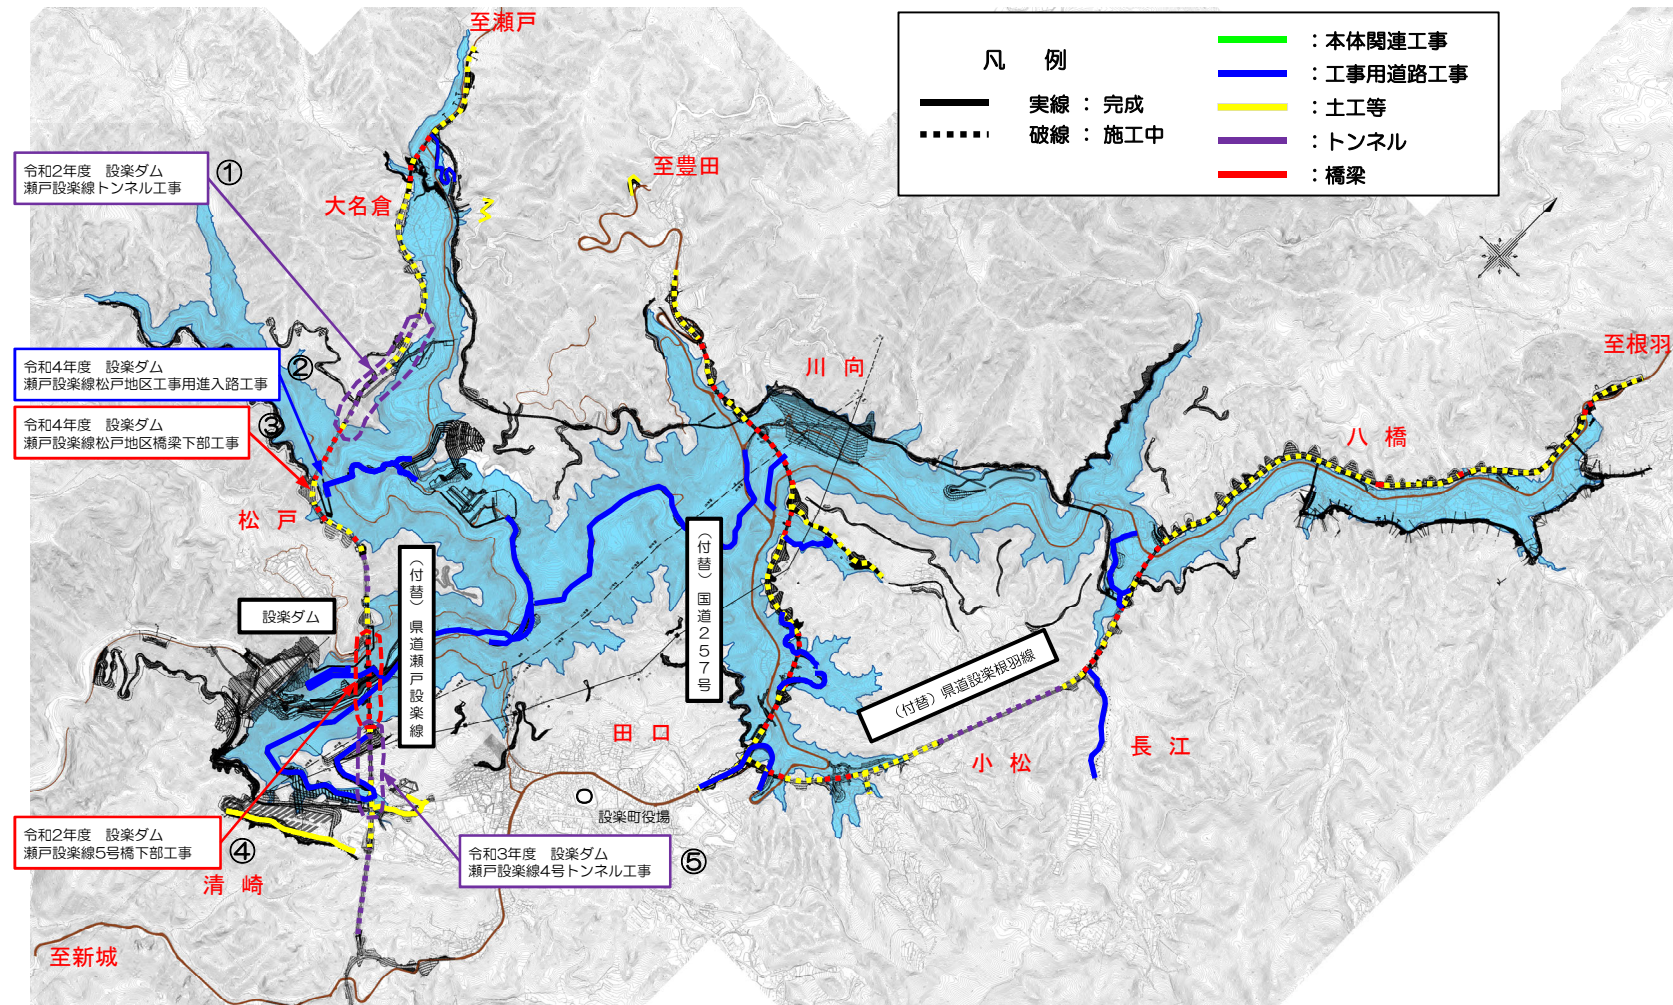 至瀬戸
凡 例
実線 : 完成
破線 : 施工中
: 本体関連工事
: 工事用道路工事
: 土工等
: トンネル
: 橋梁
令和2年度 設楽ダム
瀬戸設楽線トンネル工事
①
大名倉
至豊田
川 向
至根羽
八 橋
令和4年度 設楽ダム
瀬戸設楽線松戸地区工事用進入路工事
②
令和4年度 設楽ダム
瀬戸設楽線松戸地区橋梁下部工事
③
松 戸
設楽ダム
(付替)県道瀬戸設楽線
(付替)国道257号
(付替)県道設楽根羽線
田 口
小 松
長 江
設楽町役場
令和2年度 設楽ダム
瀬戸設楽線5号橋下部工事
④
清 崎
令和3年度 設楽ダム
瀬戸設楽線4号トンネル工事
⑤
至新城